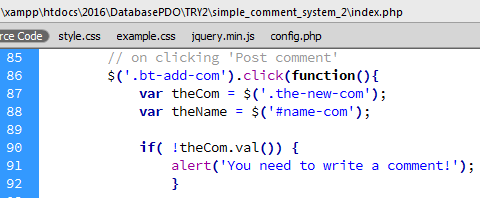 \xampp\htdocs\2016\DatabasePDO\TRY2\simple_comment_system_2\index.php
rce Code style.css example.css jquery.min.js config.php
85 // on clicking 'Post comment'
86 $('.bt-add-com').click(function(){
87 var theCom = $('.the-new-com');
88 var theName = $('#name-com');
89
90 if( !theCom.val()) {
91 alert('You need to write a comment!');
92 }